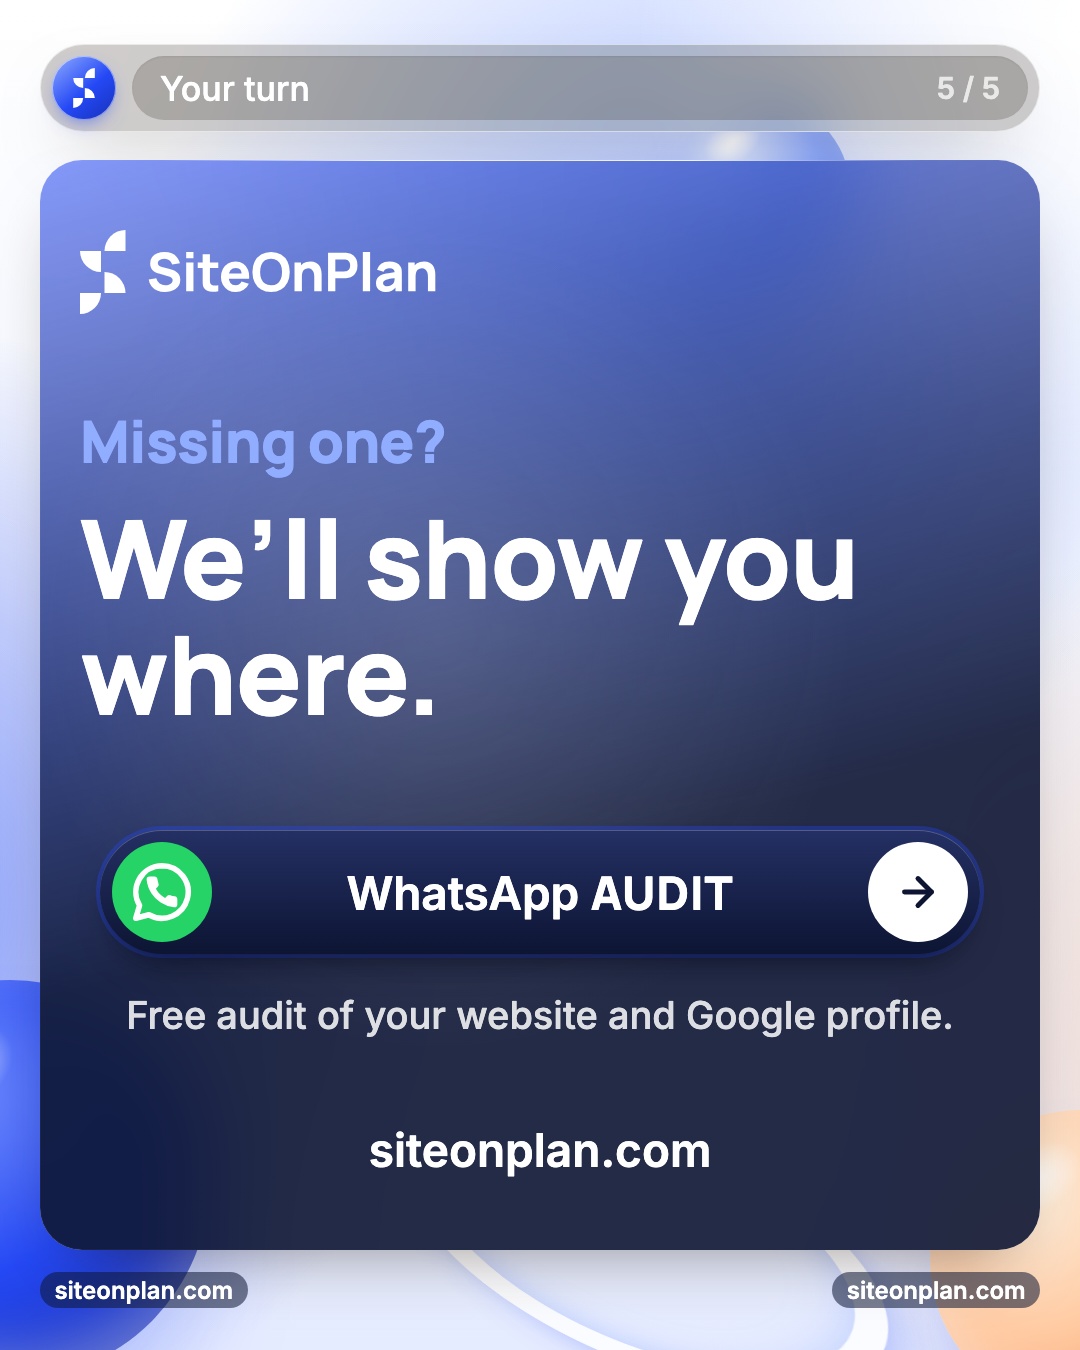 Your turn
5 / 5
SiteOnPlan
Missing one?
We’ll show you
where.
WhatsApp AUDIT
Free audit of your website and Google profile.
siteonplan.com
siteonplan.com
siteonplan.com